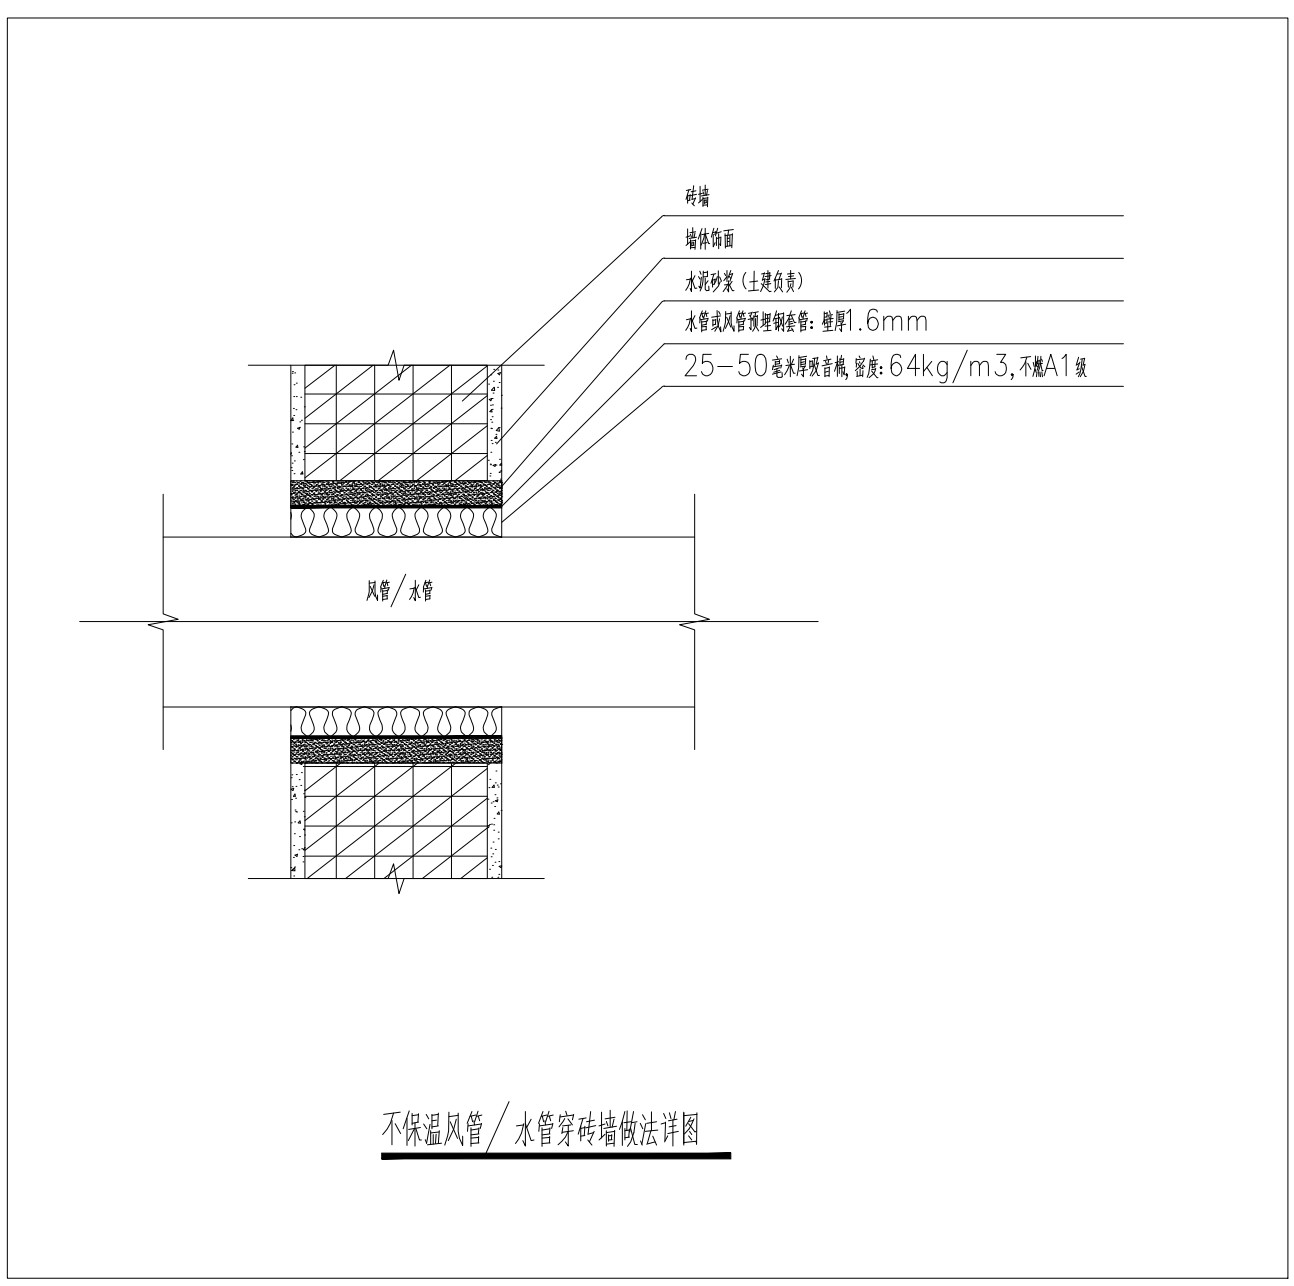 砖墙
墙体饰面
水泥砂浆（土建负责）
水管或风管预埋钢套管：壁厚1.6mm
25-50毫米厚吸音棉，密度：64kg/m3，不燃A1级
风管/水管
不保温风管/水管穿砖墙做法详图